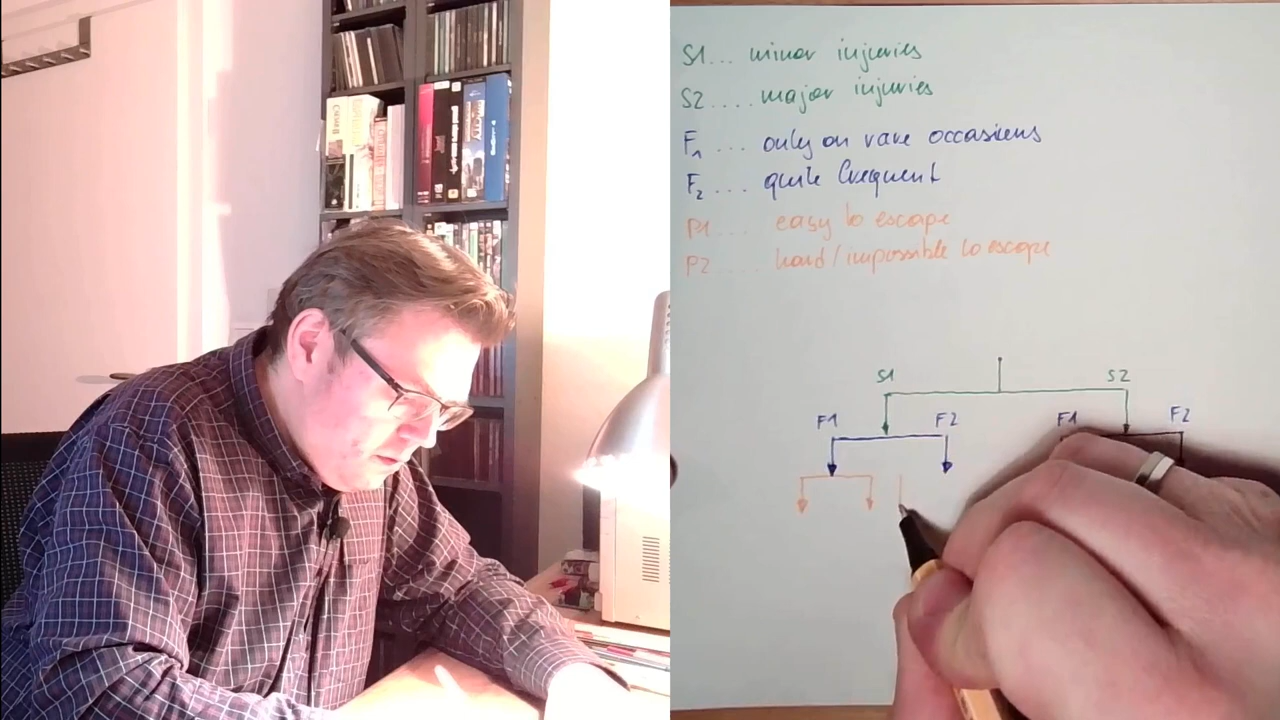 S1... minor injuries
S2.... major injuries
F1 ... only on rare occasions
F2 ... quite frequent
P1... easy to escape
P2 .... hard/impossible to escape
S1 S2
F1 F2 F1 F2